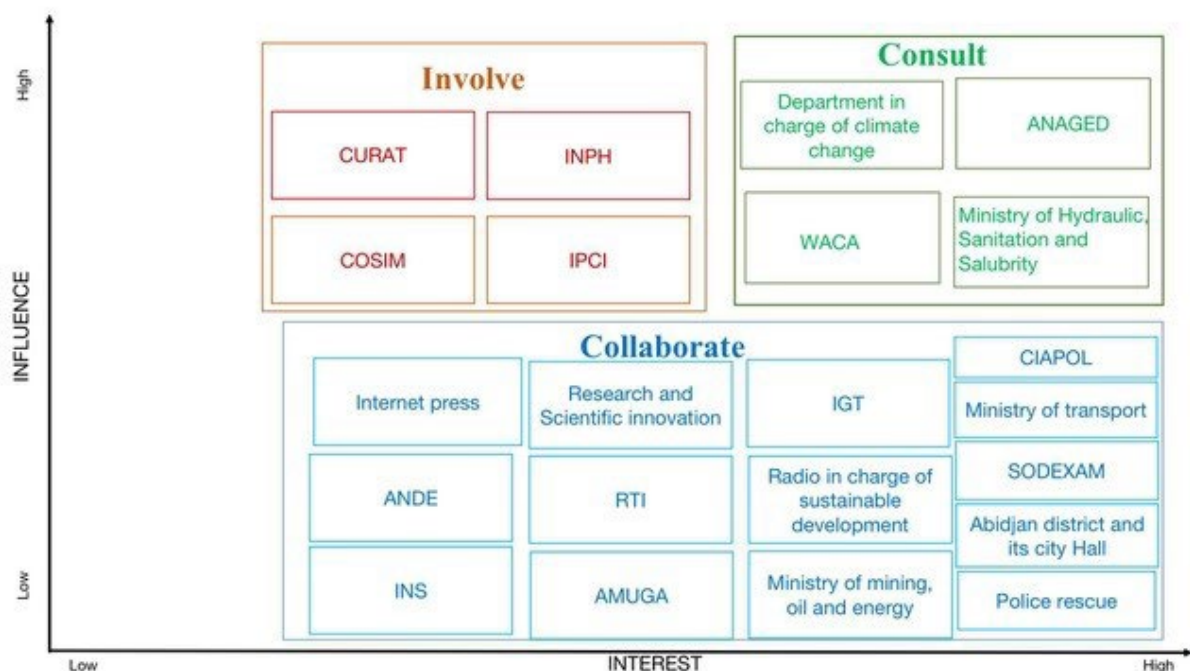 High
INFLUENCE
Low
Involve
CURAT
INPH
COSIM
IPCI
Consult
Department in
charge of climate
change
ANAGED
WACA
Ministry of Hydraulic,
Sanitation and
Salubrity
Collaborate
Internet press
Research and
Scientific innovation
IGT
CIAPOL
Ministry of transport
ANDE
RTI
Radio in charge of
sustainable
development
SODEXAM
Abidjan district and
its city Hall
INS
AMUGA
Ministry of mining,
oil and energy
Police rescue
Low
INTEREST
High